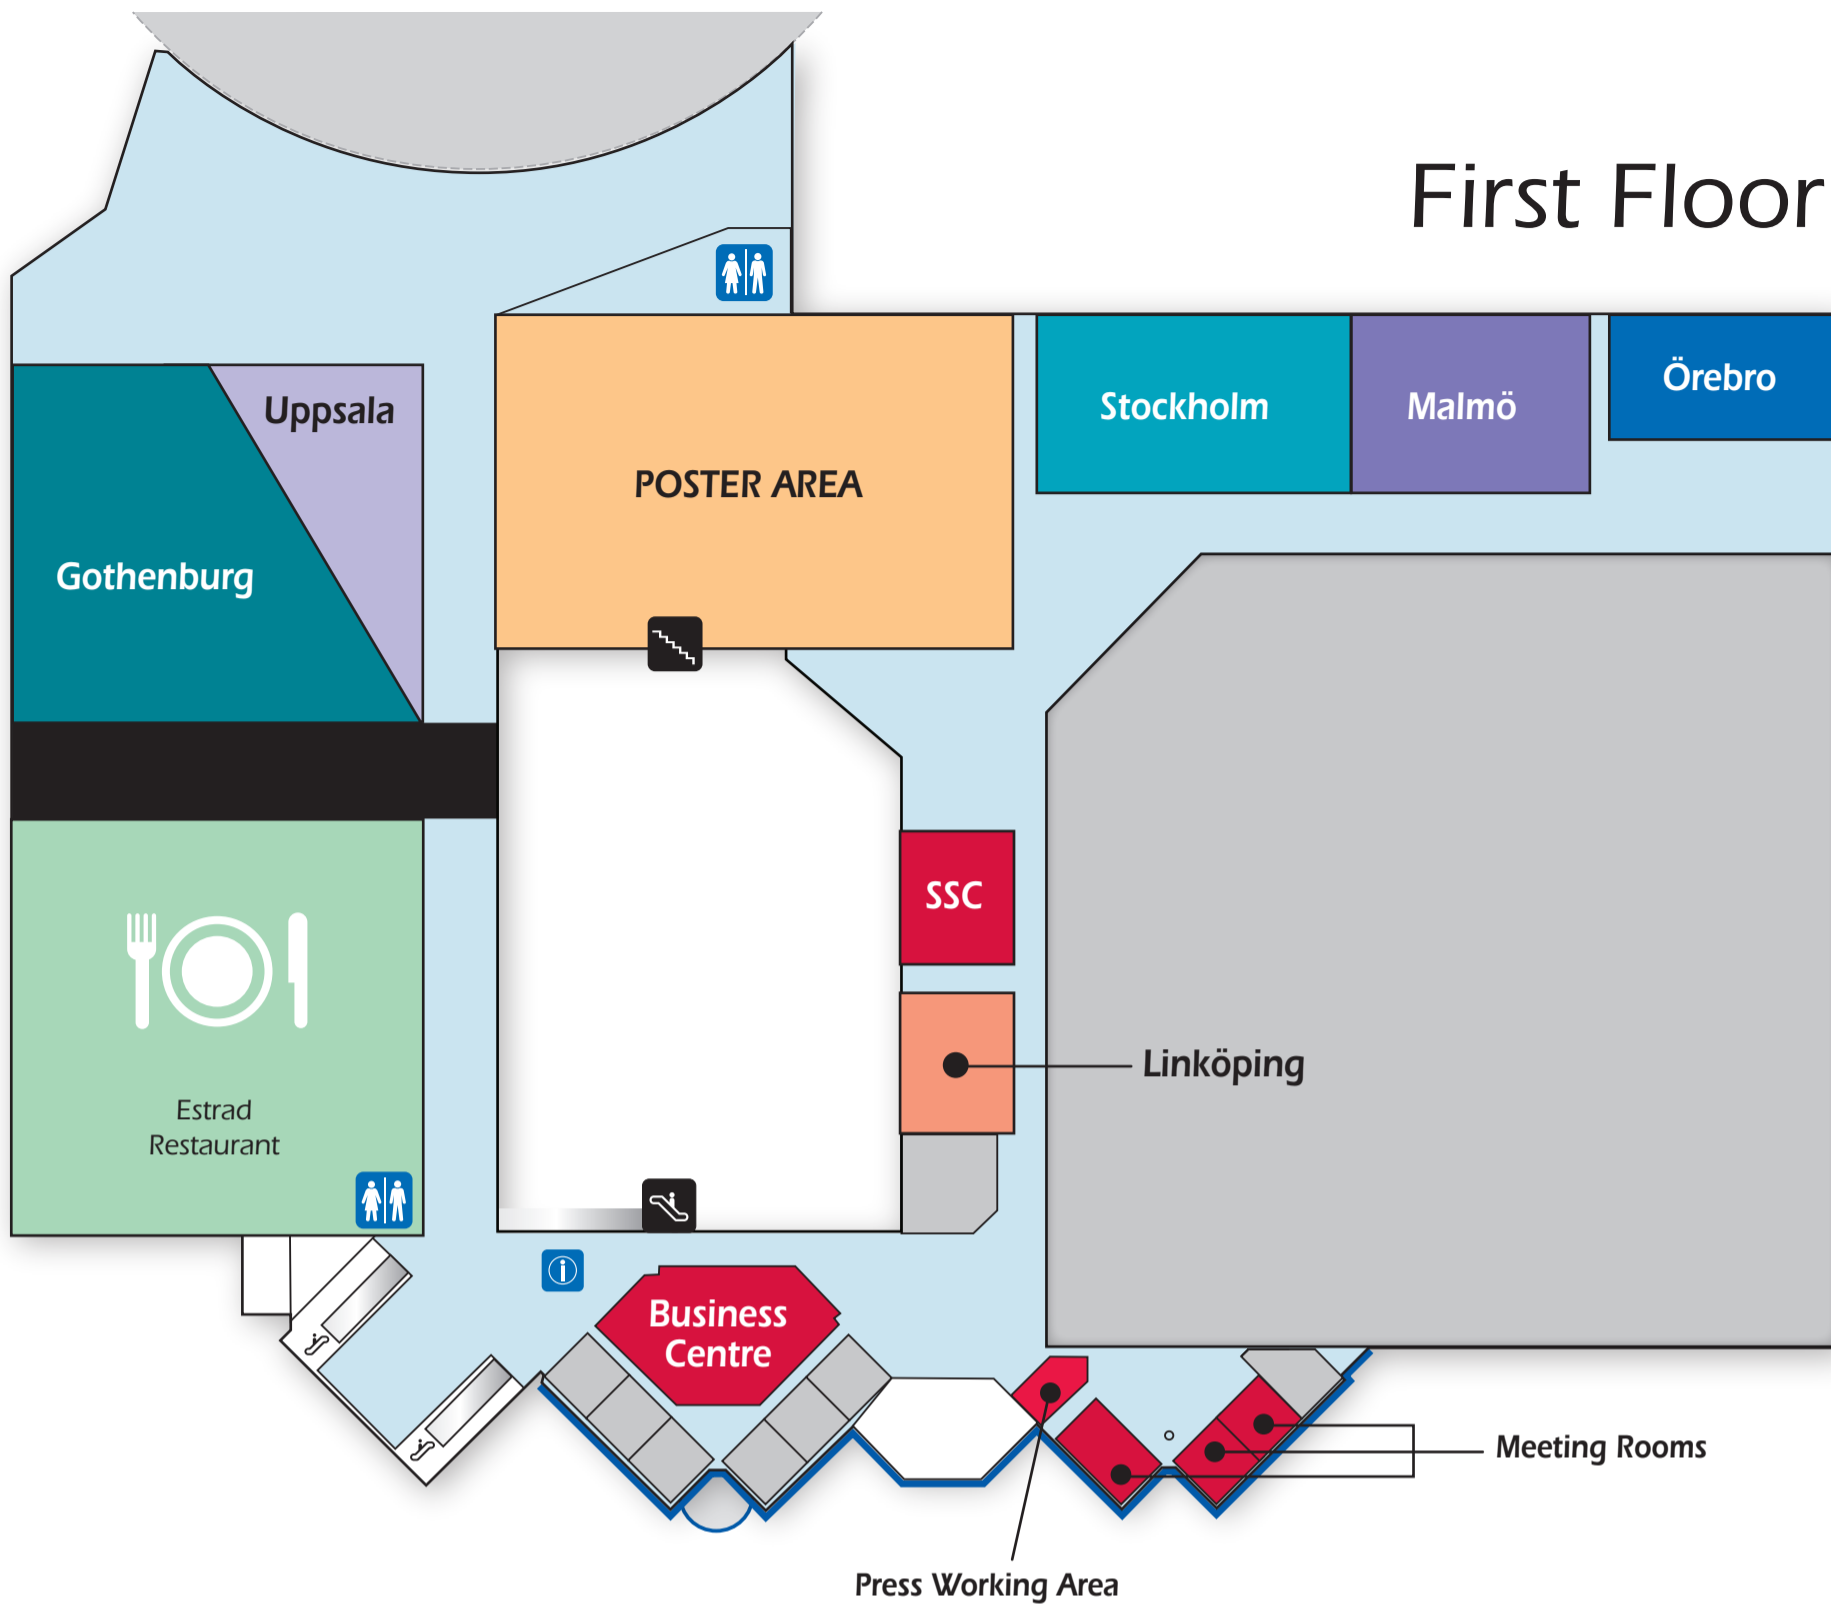 First Floor
Uppsala
Stockholm
Malmö
Örebro
POSTER AREA
Gothenburg
SSC
Linköping
Estrad
Restaurant
Business
Centre
Meeting Rooms
Press Working Area